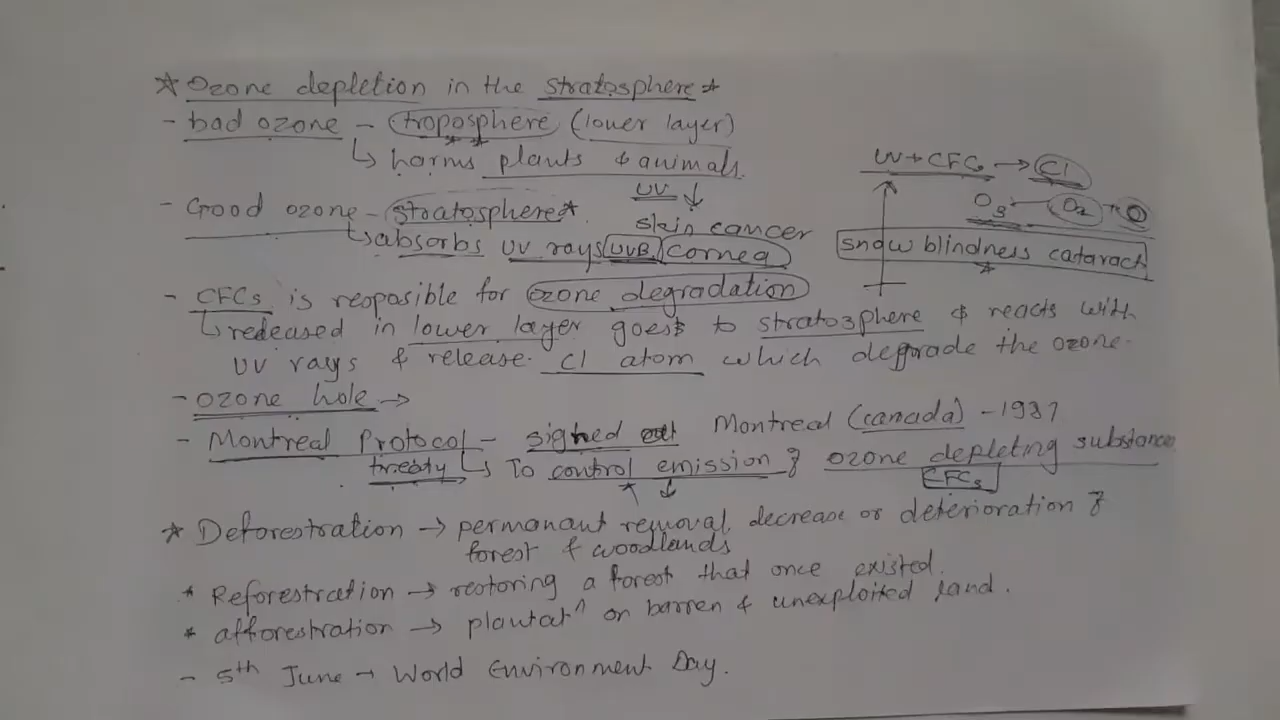 * Ozone depletion in the stratosphere *
- bad ozone - troposphere (lower layer)
↳ harms plants & animals.
UV + CFCs → Cl
O3 → O2 + O
UV ↓
- Good ozone - stratosphere*
skin cancer
↳ absorbs UV rays UVB (cornea)
snow blindness cataract
- CFCs is reoposible for ozone degradation
↳ redeased in lower layer goes to stratosphere & reacts with
UV rays & release Cl atom which degrade the ozone.
- ozone hole →
- Montreal Protocol - signed at Montreal (canada) - 1987
treaty ↳ To control emission of ozone depleting substance
CFCs
* Deforestration → permanant removal decrease or deterioration of
forest & woodlands
* Reforestration → restoring a forest that once existed.
* afforestration → plantatⁿ on barren & unexploited land.
- 5th June → World Environment Day.